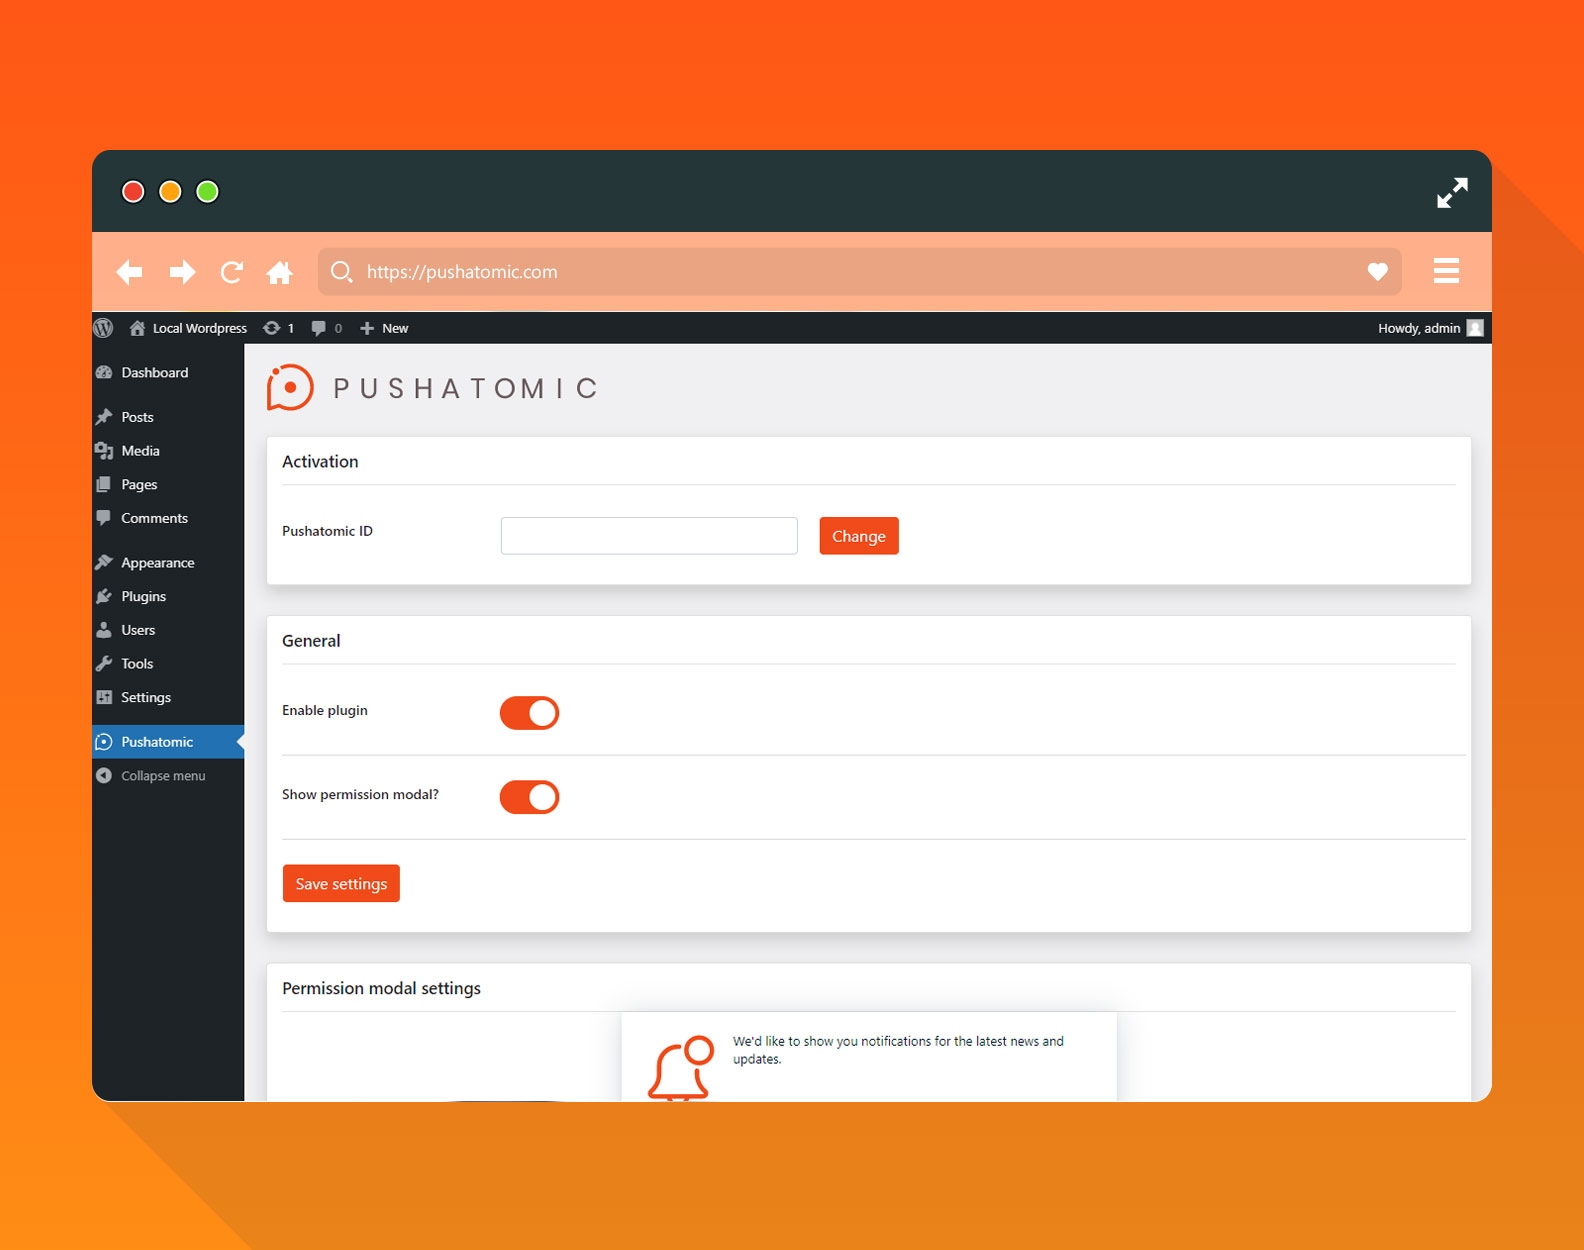 https://pushatomic.com
Local Wordpress 1 0 New Howdy, admin
Dashboard
Posts
Media
Pages
Comments
Appearance
Plugins
Users
Tools
Settings
Pushatomic
Collapse menu
PUSHATOMIC
Activation
Pushatomic ID
Change
General
Enable plugin
Show permission modal?
Save settings
Permission modal settings
We'd like to show you notifications for the latest news and
updates.